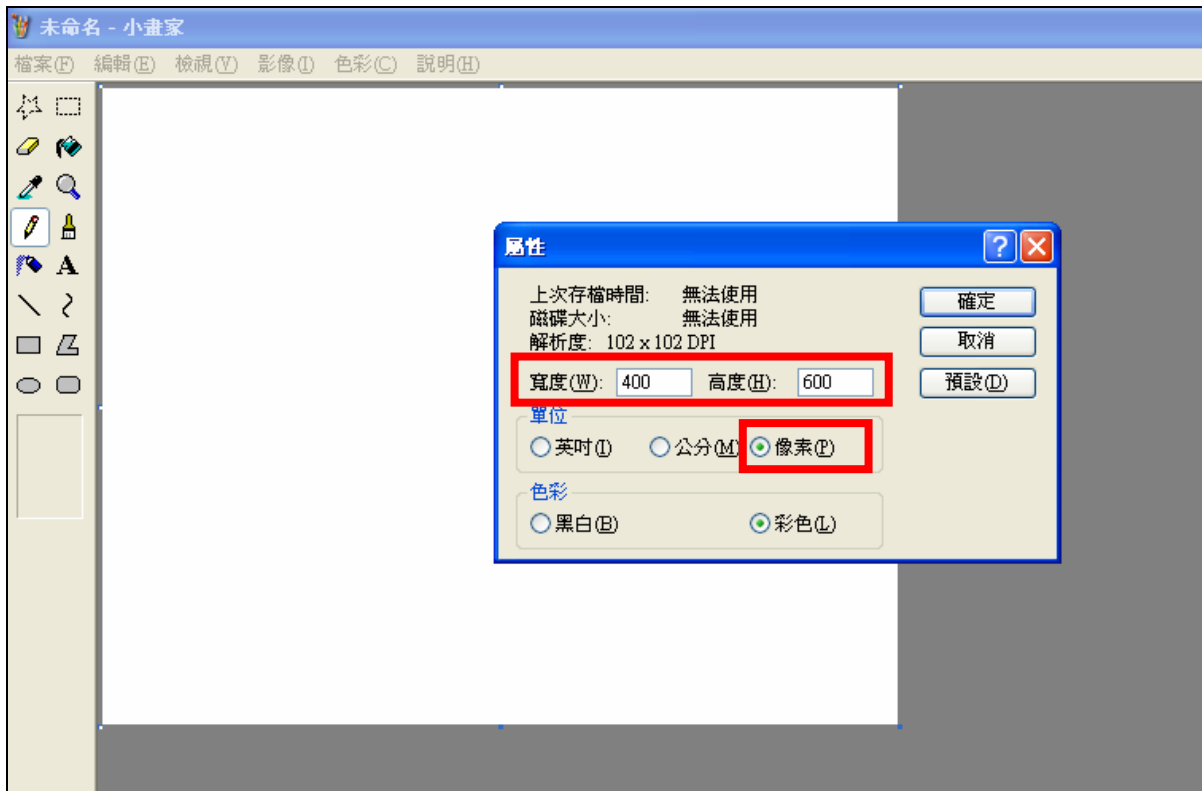 未命名 - 小畫家
檔案(F) 編輯(E) 檢視(V) 影像(I) 色彩(C) 說明(H)
A
屬性
上次存檔時間: 無法使用
磁碟大小: 無法使用
解析度: 102 x 102 DPI
寬度(W): 400 高度(H): 600
單位
英吋(I) 公分(M) 像素(P)
色彩
黑白(B) 彩色(L)
確定
取消
預設(D)